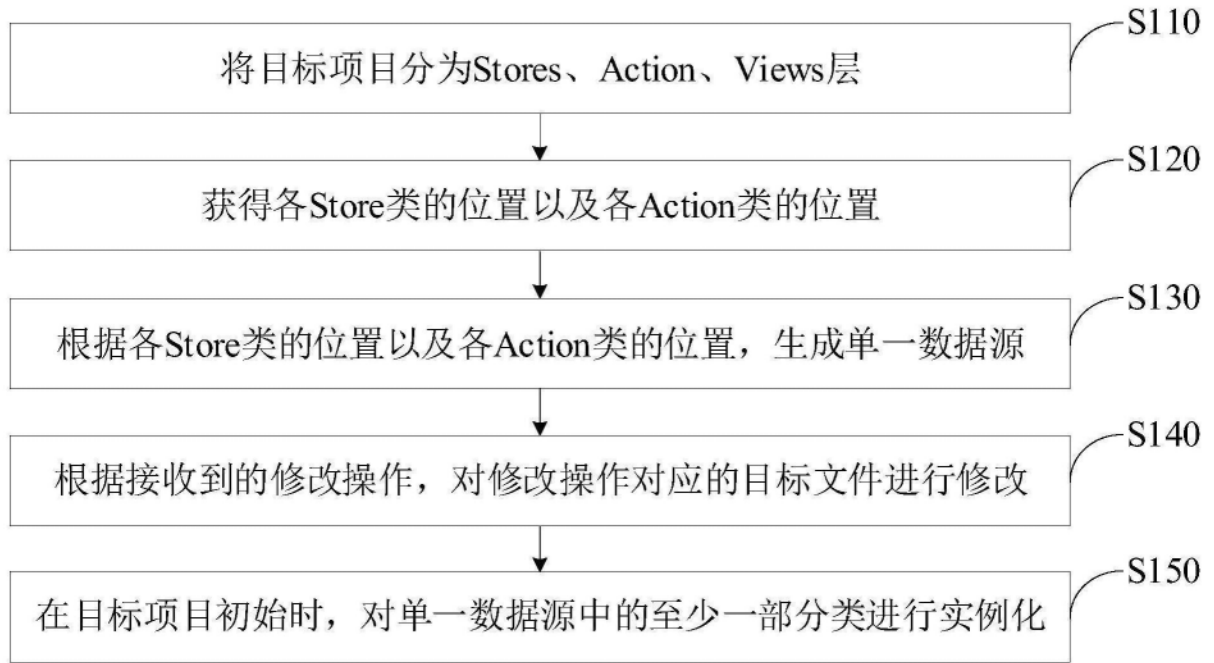 S110
将目标项目分为Stores、Action、Views层
S120
获得各Store类的位置以及各Action类的位置
S130
根据各Store类的位置以及各Action类的位置，生成单一数据源
S140
根据接收到的修改操作，对修改操作对应的目标文件进行修改
S150
在目标项目初始时，对单一数据源中的至少一部分类进行实例化